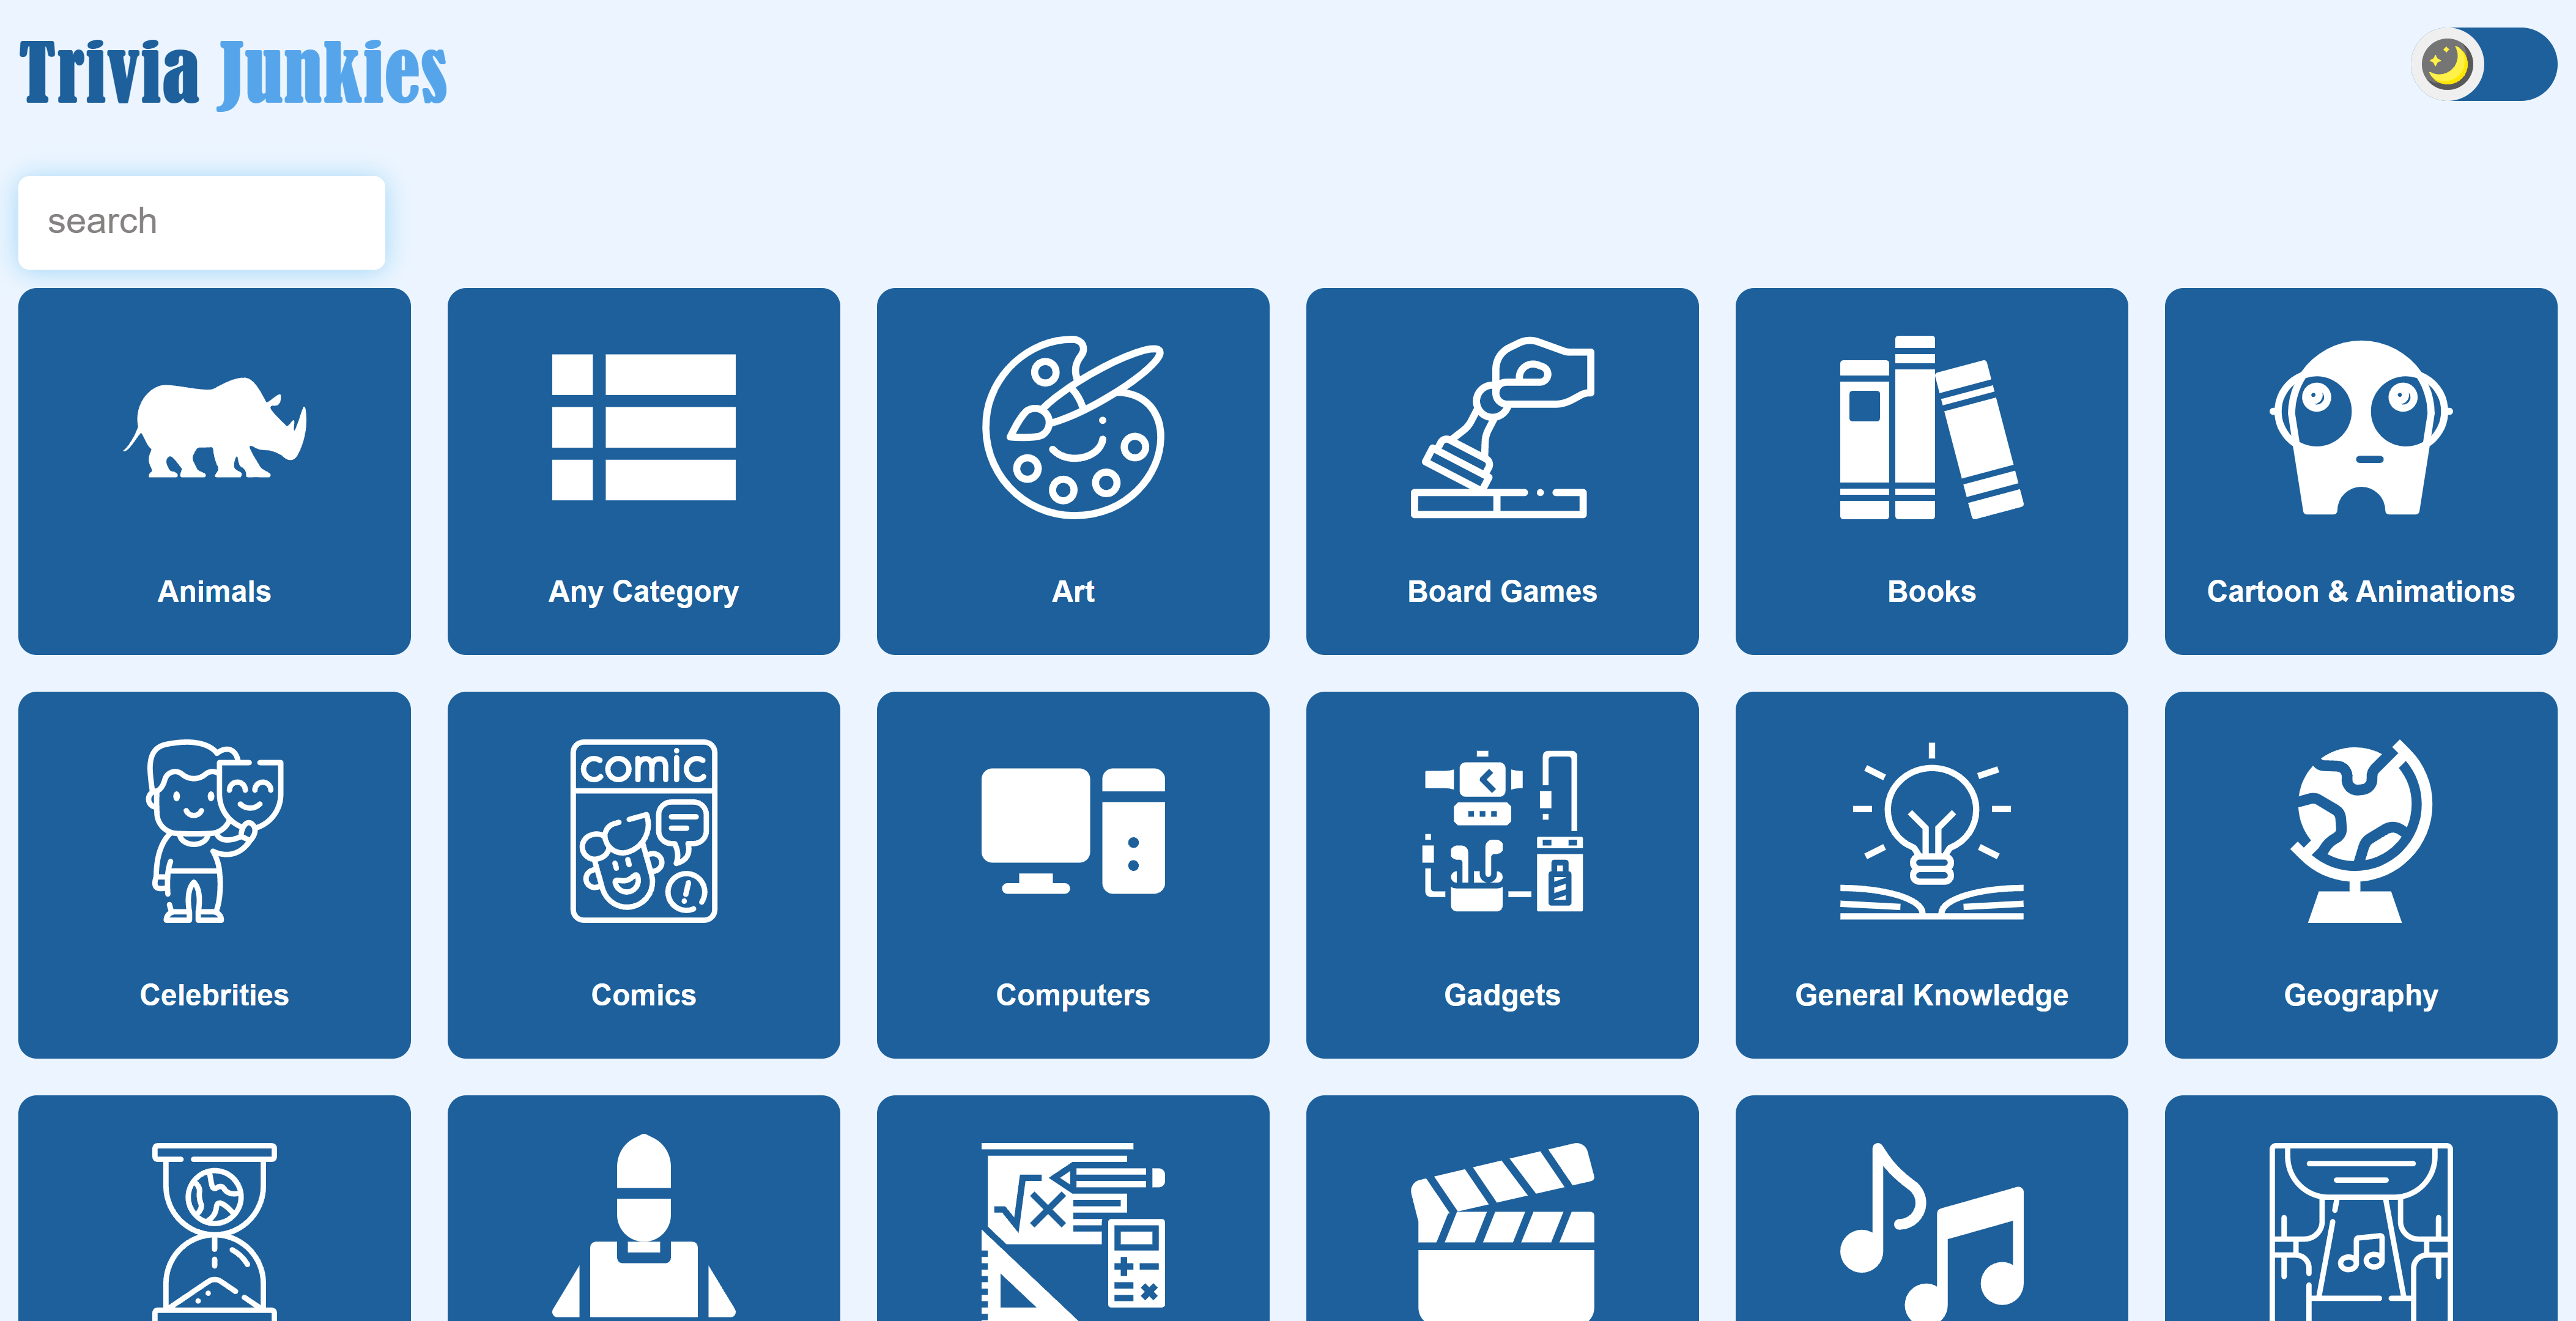 Trivia Junkies
search
Animals
Any Category
Art
Board Games
Books
Cartoon & Animations
comic
Celebrities
Comics
Computers
Gadgets
General Knowledge
Geography